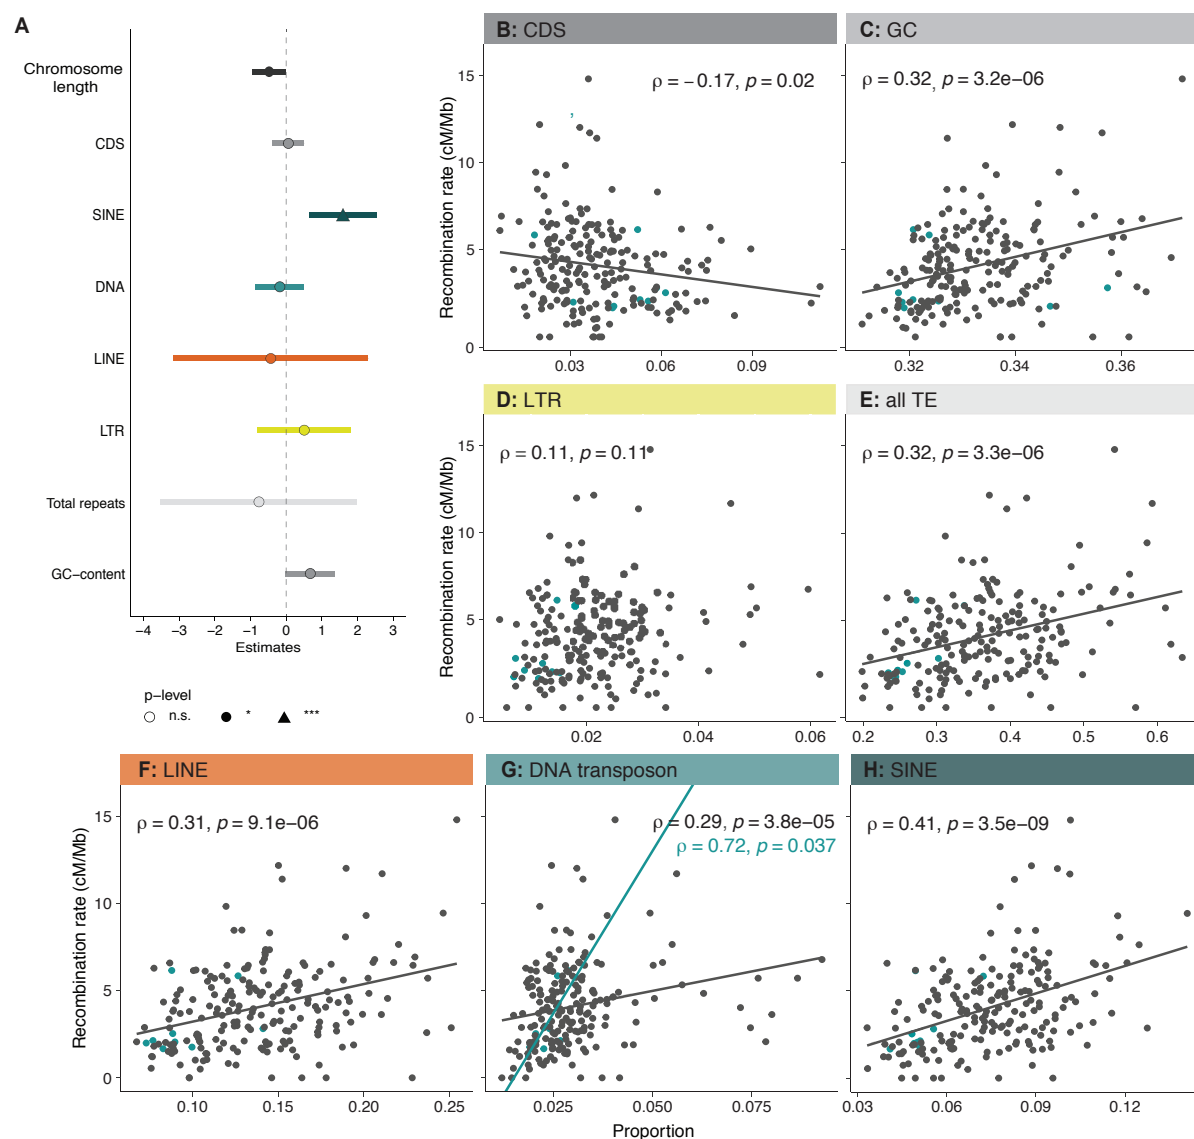 A
Chromosome
length
CDS
SINE
DNA
LINE
LTR
Total repeats
GC−content
−4 −3 −2 −1 0 1 2 3
Estimates
p−level
n.s. * ***
B: CDS
ρ = −0.17, p = 0.02
Recombination rate (cM/Mb)
15
10
5
0
0.03 0.06 0.09
C: GC
ρ = 0.32, p = 3.2e−06
0.32 0.34 0.36
D: LTR
ρ = 0.11, p = 0.11
Recombination rate (cM/Mb)
15
10
5
0
0.02 0.04 0.06
E: all TE
ρ = 0.32, p = 3.3e−06
0.2 0.3 0.4 0.5 0.6
F: LINE
ρ = 0.31, p = 9.1e−06
Recombination rate (cM/Mb)
15
10
5
0
0.10 0.15 0.20 0.25
G: DNA transposon
ρ = 0.29, p = 3.8e−05
ρ = 0.72, p = 0.037
0.025 0.050 0.075
Proportion
H: SINE
ρ = 0.41, p = 3.5e−09
0.03 0.06 0.09 0.12